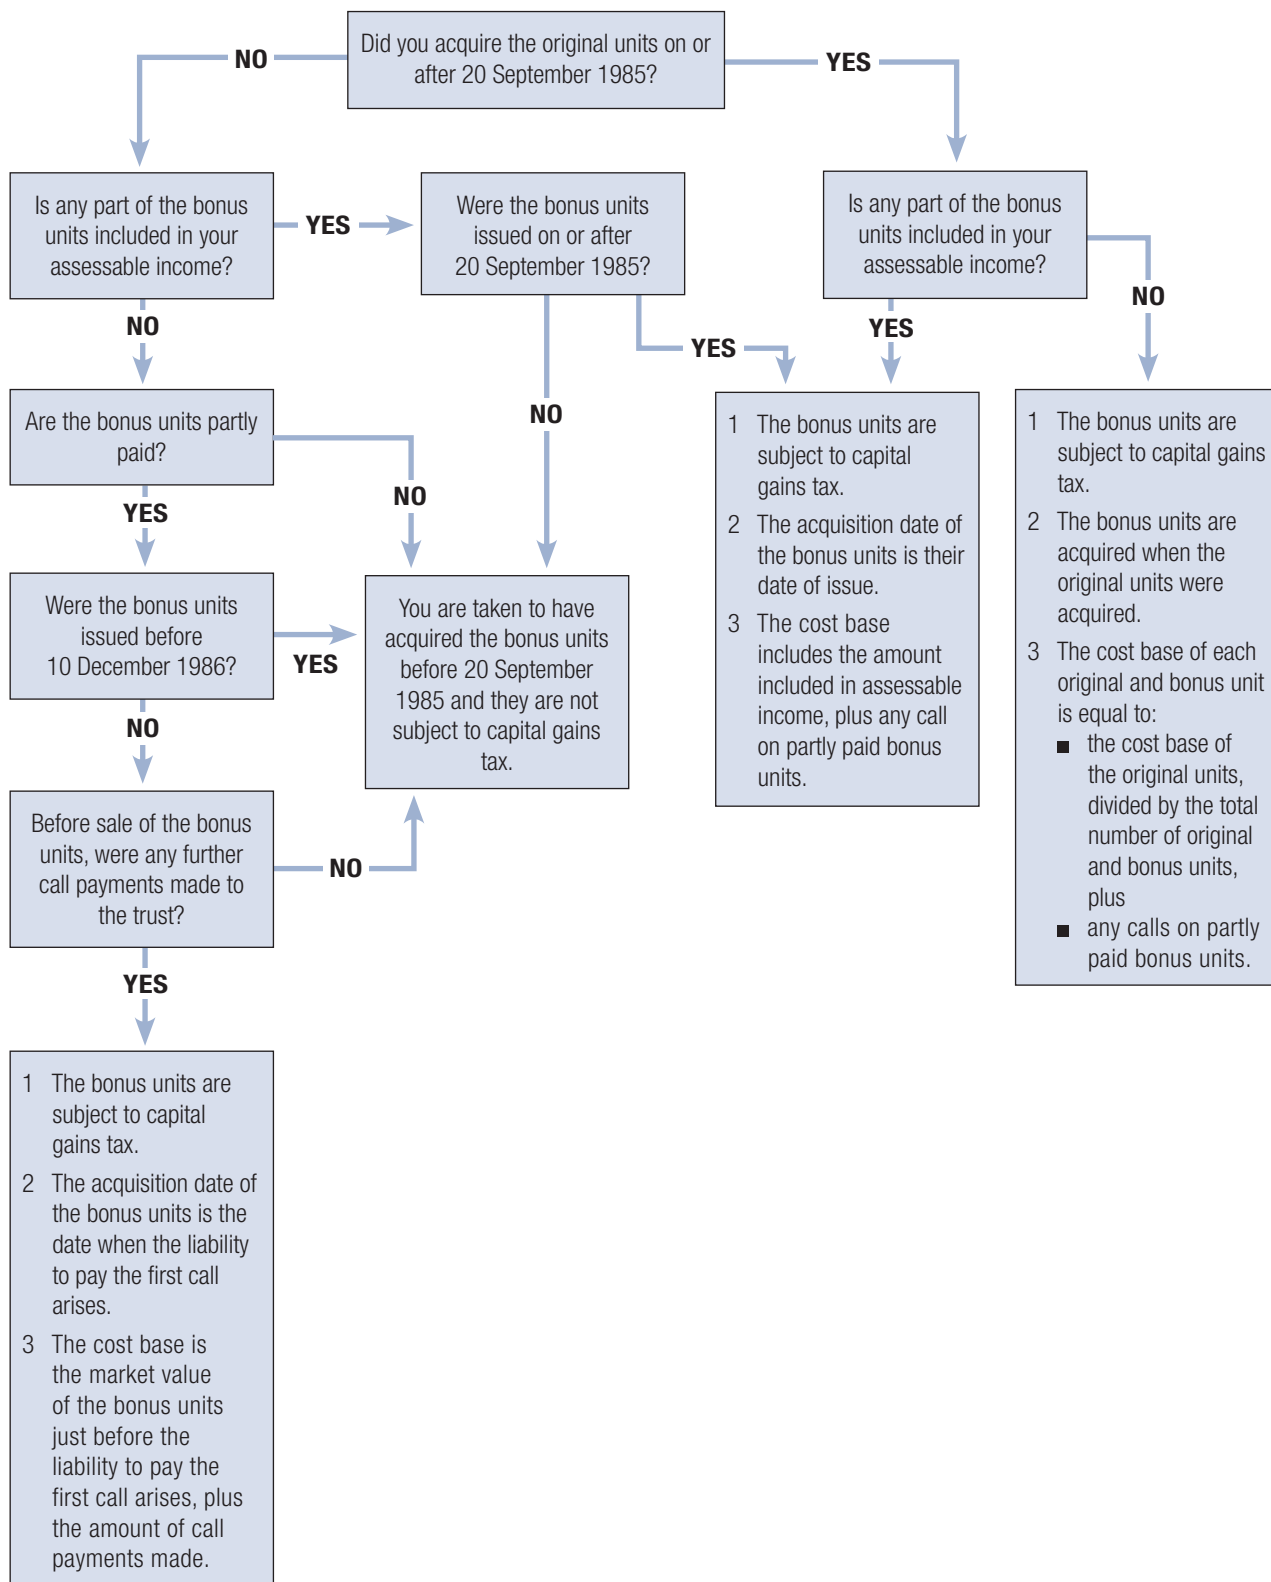 Did you acquire the original units on or
after 20 September 1985?
NO
YES
Is any part of the bonus
units included in your
assessable income?
YES
Were the bonus units
issued on or after
20 September 1985?
Is any part of the bonus
units included in your
assessable income?
NO
NO
YES
YES
NO
Are the bonus units partly
paid?
NO
YES
1 The bonus units are
subject to capital
gains tax.
2 The acquisition date of
the bonus units is their
date of issue.
3 The cost base
includes the amount
included in assessable
income, plus any call
on partly paid bonus
units.
1 The bonus units are
subject to capital gains
tax.
2 The bonus units are
acquired when the
original units were
acquired.
3 The cost base of each
original and bonus unit
is equal to:
■ the cost base of
the original units,
divided by the total
number of original
and bonus units,
plus
■ any calls on partly
paid bonus units.
Were the bonus units
issued before
10 December 1986?
YES
You are taken to have
acquired the bonus units
before 20 September
1985 and they are not
subject to capital gains
tax.
NO
Before sale of the bonus
units, were any further
call payments made to
the trust?
NO
YES
1 The bonus units are
subject to capital
gains tax.
2 The acquisition date of
the bonus units is the
date when the liability
to pay the first call
arises.
3 The cost base is
the market value
of the bonus units
just before the
liability to pay the
first call arises, plus
the amount of call
payments made.